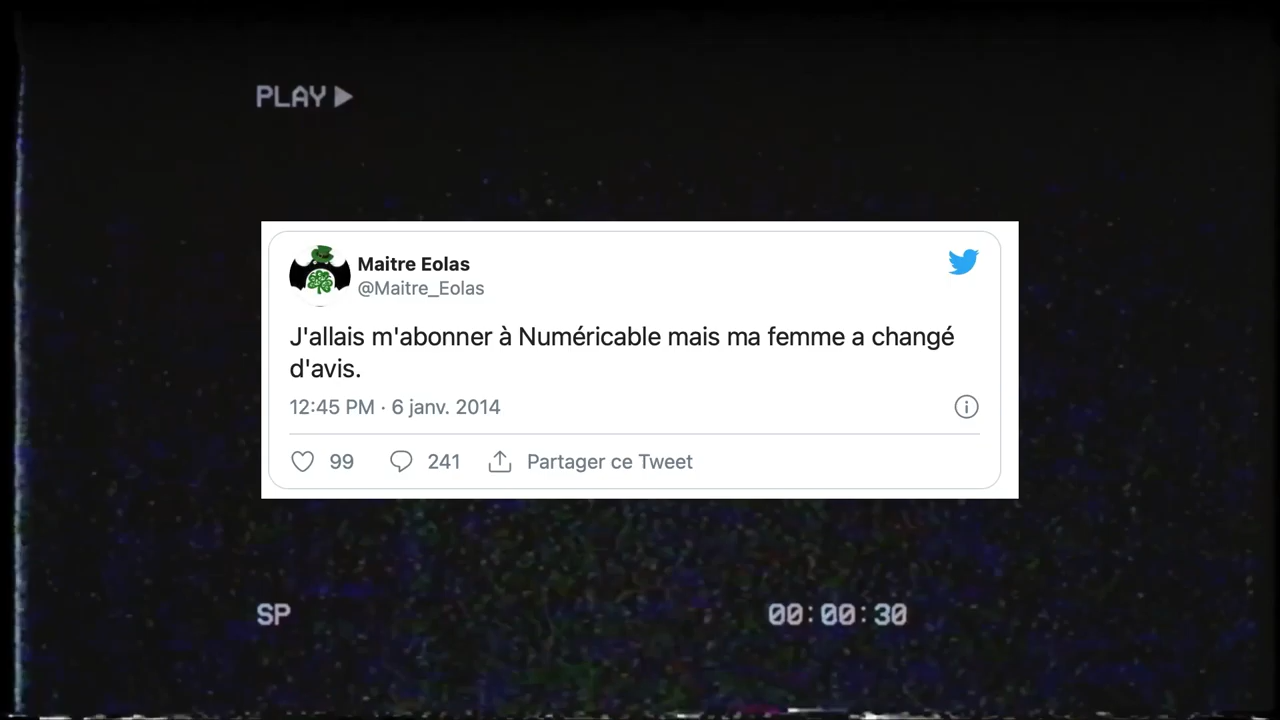 PLAY
Maitre Eolas
@Maitre_Eolas
J'allais m'abonner à Numéricable mais ma femme a changé
d'avis.
12:45 PM · 6 janv. 2014
99 241 Partager ce Tweet
SP 00:00:30